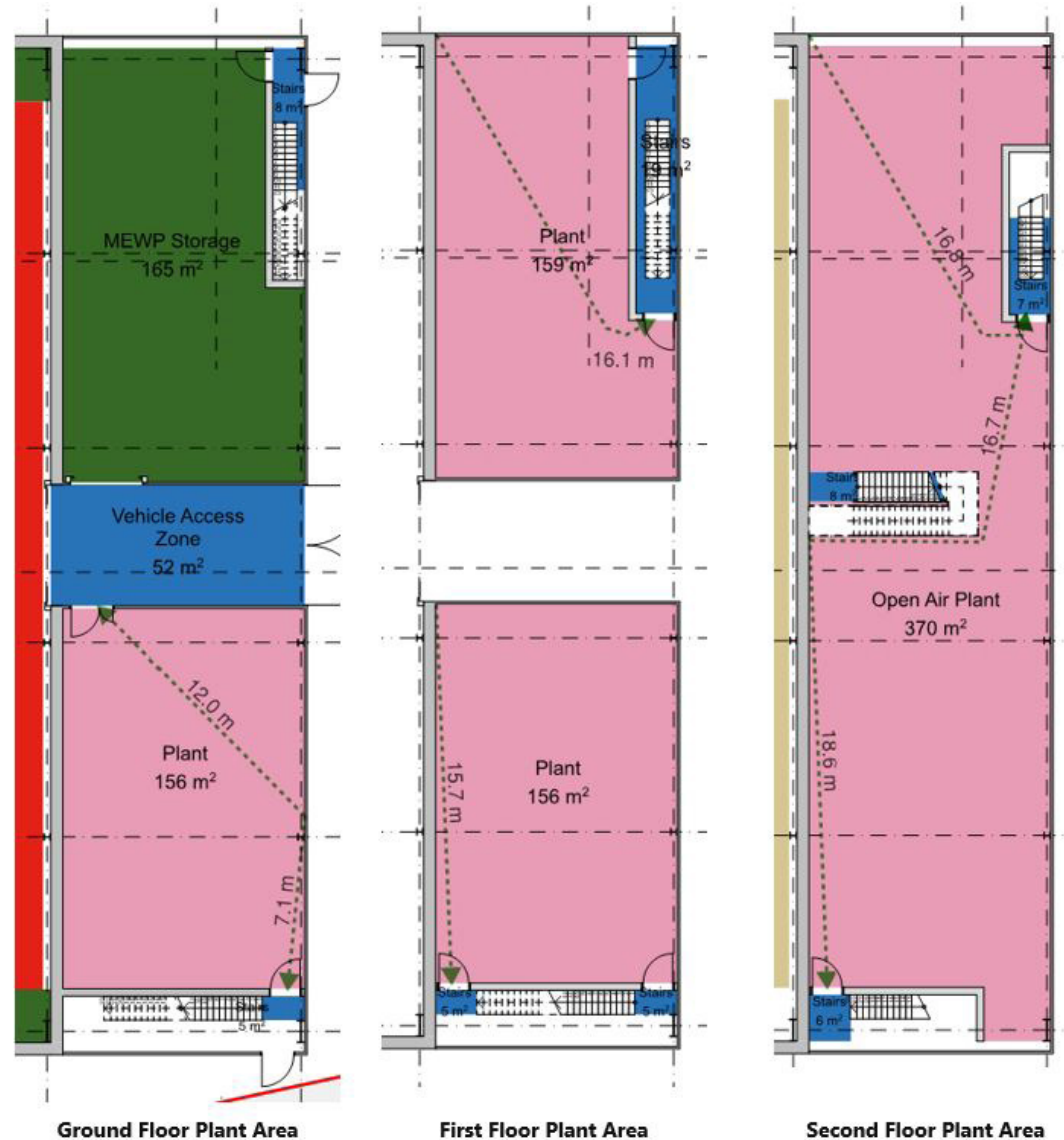 Stairs
8 m²
MEWP Storage
165 m²
Vehicle Access
Zone
52 m²
12.0 m
Plant
156 m²
7.1 m
Stairs
5 m²
Ground Floor Plant Area
Stairs
19 m²
Plant
159 m²
16.1 m
15.7 m
Plant
156 m²
Stairs
5 m²
Stairs
5 m²
First Floor Plant Area
16.8 m
Stairs
7 m²
16.7 m
Stairs
8 m²
Open Air Plant
370 m²
18.6 m
Stairs
6 m²
Second Floor Plant Area